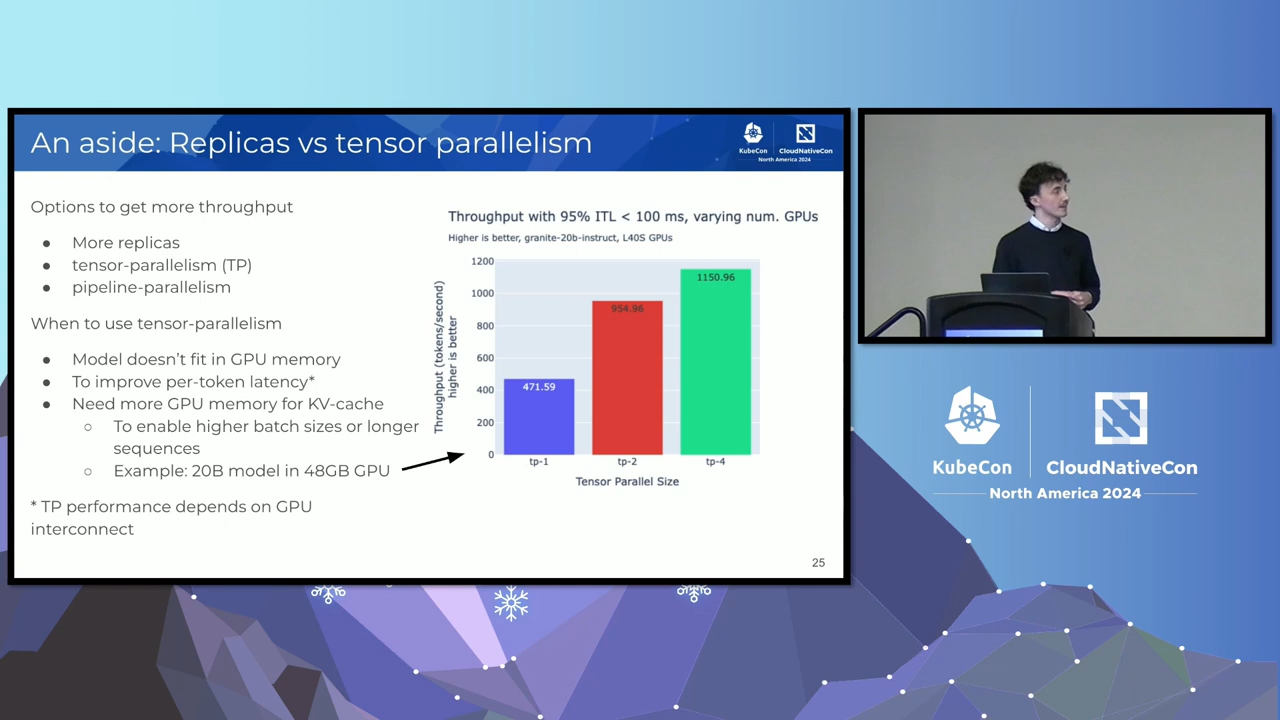 An aside: Replicas vs tensor parallelism
KubeCon
CloudNativeCon
North America 2024
Options to get more throughput
● More replicas
● tensor-parallelism (TP)
● pipeline-parallelism
When to use tensor-parallelism
● Model doesn't fit in GPU memory
● To improve per-token latency*
● Need more GPU memory for KV-cache
○ To enable higher batch sizes or longer
sequences
○ Example: 20B model in 48GB GPU
* TP performance depends on GPU
interconnect
Throughput with 95% ITL < 100 ms, varying num. GPUs
Higher is better, granite-20b-instruct, L40S GPUs
Throughput (tokens/second)
higher is better
1200
1000
800
600
400
200
0
471.59
954.96
1150.96
tp-1
tp-2
tp-4
Tensor Parallel Size
25
KubeCon
CloudNativeCon
North America 2024